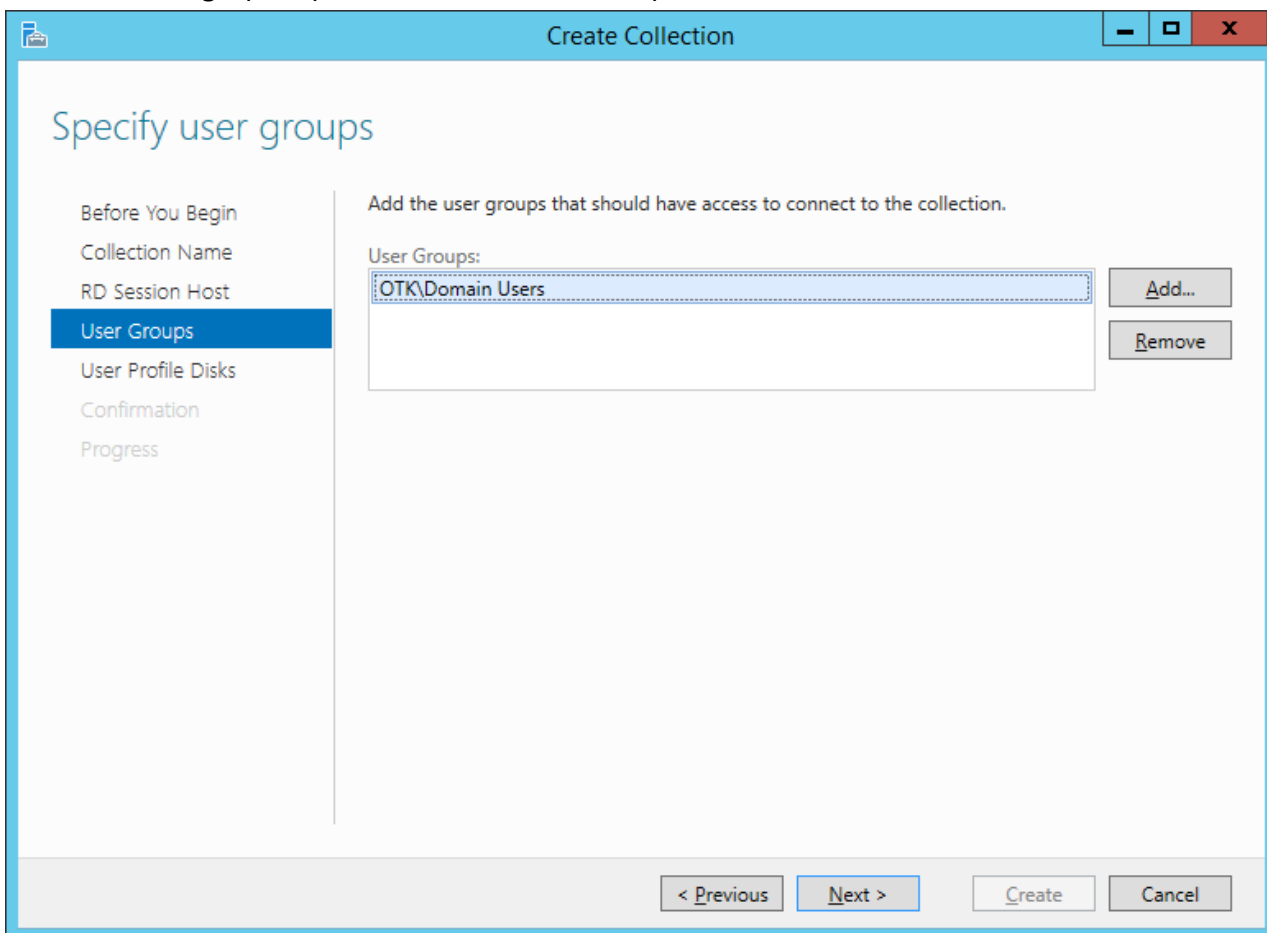 Create Collection
Specify user groups
Before You Begin
Collection Name
RD Session Host
User Groups
User Profile Disks
Confirmation
Progress
Add the user groups that should have access to connect to the collection.
User Groups:
OTK\Domain Users
Add...
Remove
< Previous
Next >
Create
Cancel